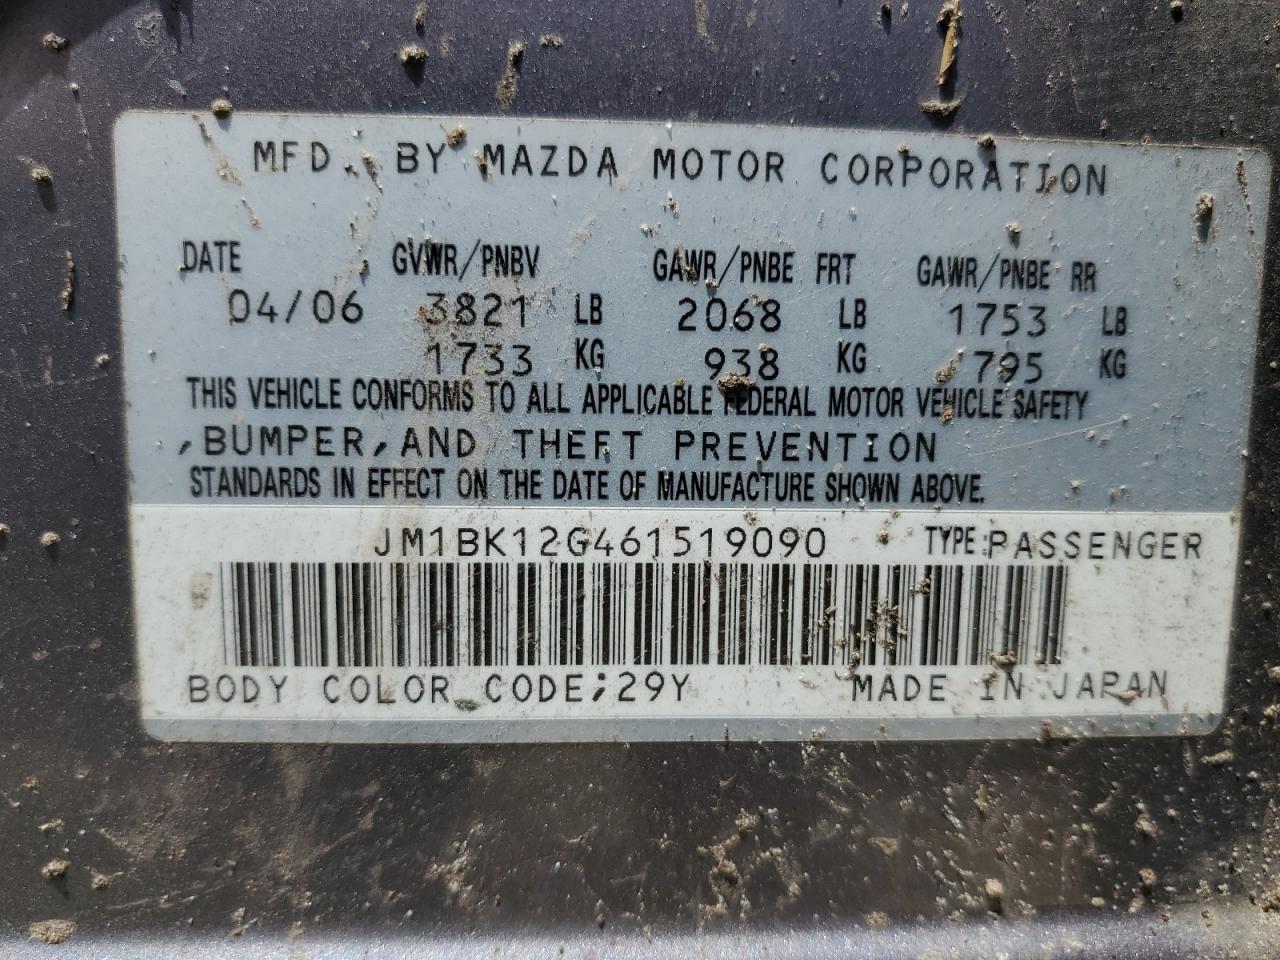 MFD. BY MAZDA MOTOR CORPORATION
DATE GVWR/PNBV GAWR/PNBE FRT GAWR/PNBE RR
04/06 3821 LB 2068 LB 1753 LB
1733 KG 938 KG 795 KG
THIS VEHICLE CONFORMS TO ALL APPLICABLE FEDERAL MOTOR VEHICLE SAFETY
,BUMPER,AND THEFT PREVENTION
STANDARDS IN EFFECT ON THE DATE OF MANUFACTURE SHOWN ABOVE.
JM1BK12G461519090 TYPE:PASSENGER
BODY COLOR CODE;29Y MADE IN JAPAN